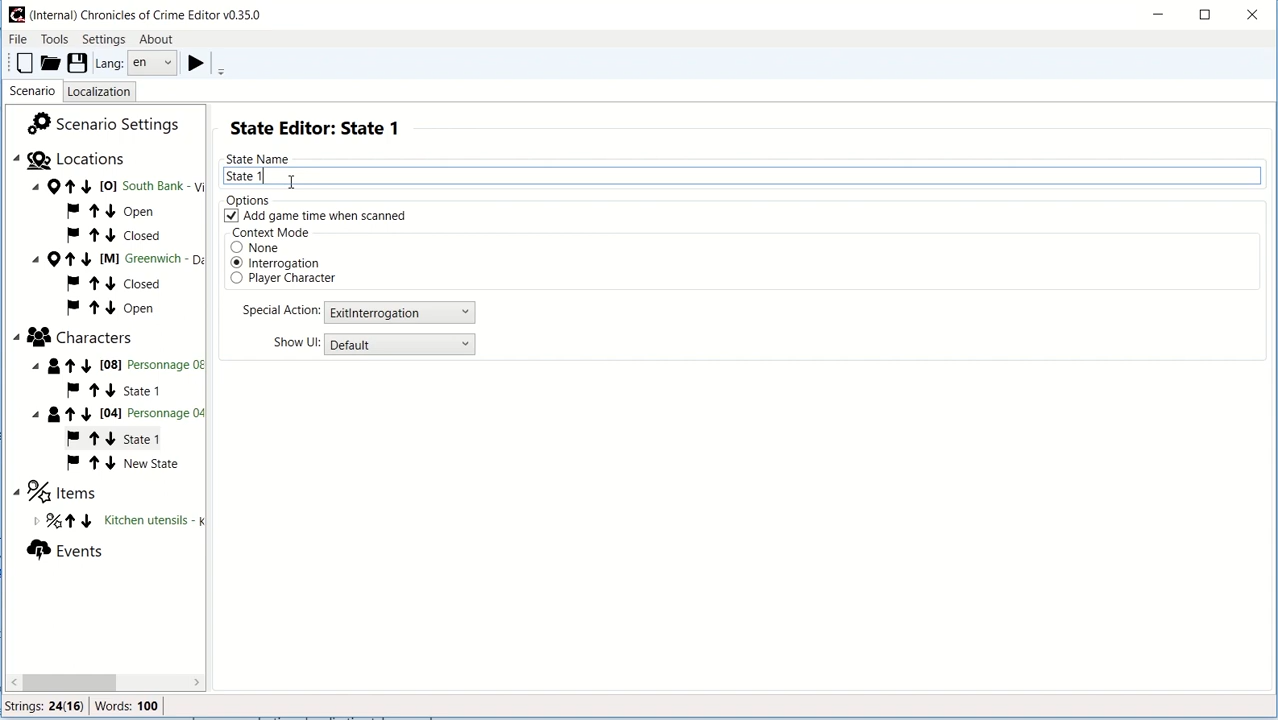 (Internal) Chronicles of Crime Editor v0.35.0
File Tools Settings About
Lang: en
Scenario Localization
Scenario Settings
Locations
[O] South Bank - Vi
Open
Closed
[M] Greenwich - Da
Closed
Open
Characters
[08] Personnage 08
State 1
[04] Personnage 04
State 1
New State
Items
Kitchen utensils - K
Events
State Editor: State 1
State Name
State 1
Options
Add game time when scanned
Context Mode
None
Interrogation
Player Character
Special Action: ExitInterrogation
Show UI: Default
Strings: 24(16) Words: 100